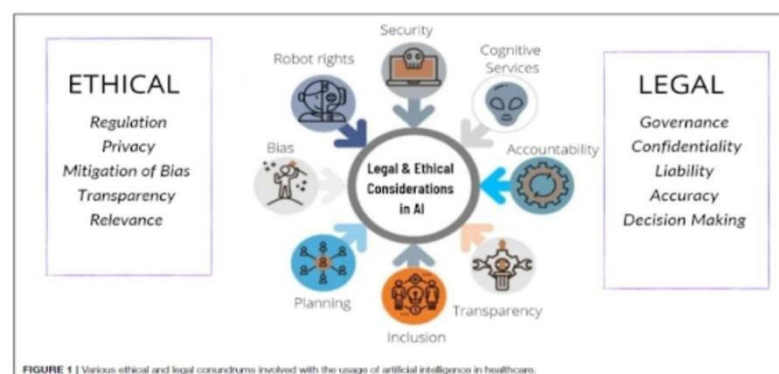 ETHICAL
Regulation
Privacy
Mitigation of Bias
Transparency
Relevance
Security
Robot rights
Cognitive
Services
Bias
Accountability
Legal & Ethical
Considerations
in AI
Planning
Transparency
Inclusion
LEGAL
Governance
Confidentiality
Liability
Accuracy
Decision Making
FIGURE 1 | Various ethical and legal conundrums involved with the usage of artificial intelligence in healthcare.